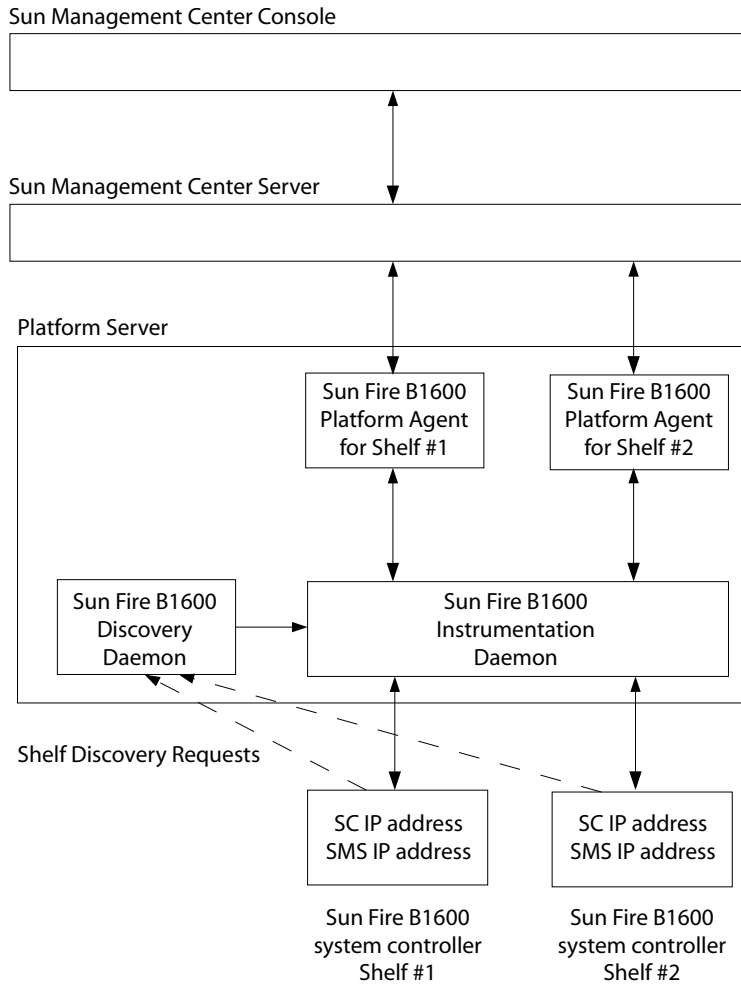 Sun Management Center Console
Sun Management Center Server
Platform Server
Sun Fire B1600
Platform Agent
for Shelf #1
Sun Fire B1600
Platform Agent
for Shelf #2
Sun Fire B1600
Discovery
Daemon
Sun Fire B1600
Instrumentation
Daemon
Shelf Discovery Requests
SC IP address
SMS IP address
SC IP address
SMS IP address
Sun Fire B1600
system controller
Shelf #1
Sun Fire B1600
system controller
Shelf #2